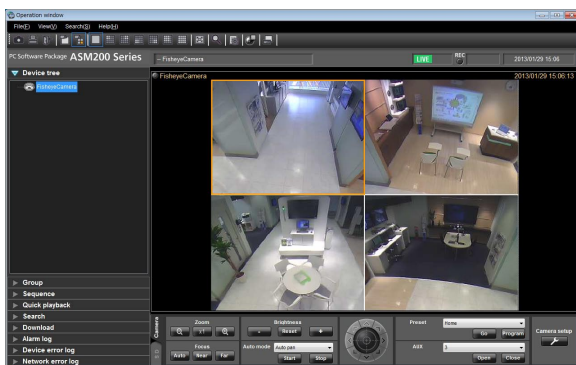 Operation window
File(F) View(V) Search(S) Help(H)
PC Software Package ASM200 Series
– FisheyeCamera
LIVE
REC
2013/01/29 15:06
Device tree
FisheyeCamera
FisheyeCamera
2013/01/29 15:06:13
Group
Sequence
Quick playback
Search
Download
Alarm log
Device error log
Network error log
Camera
Zoom
x1
Focus
Auto Near Far
Brightness
- Reset +
Auto mode Auto pan
Start Stop
Preset Home
Go Program
AUX 3
Open Close
Camera setup